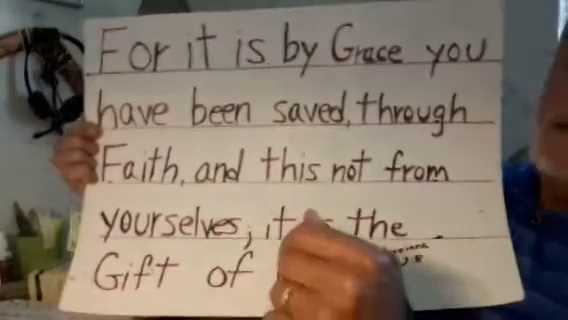 For it is by Grace you
have been saved, through
Faith, and this not from
yourselves, it the
Gift of